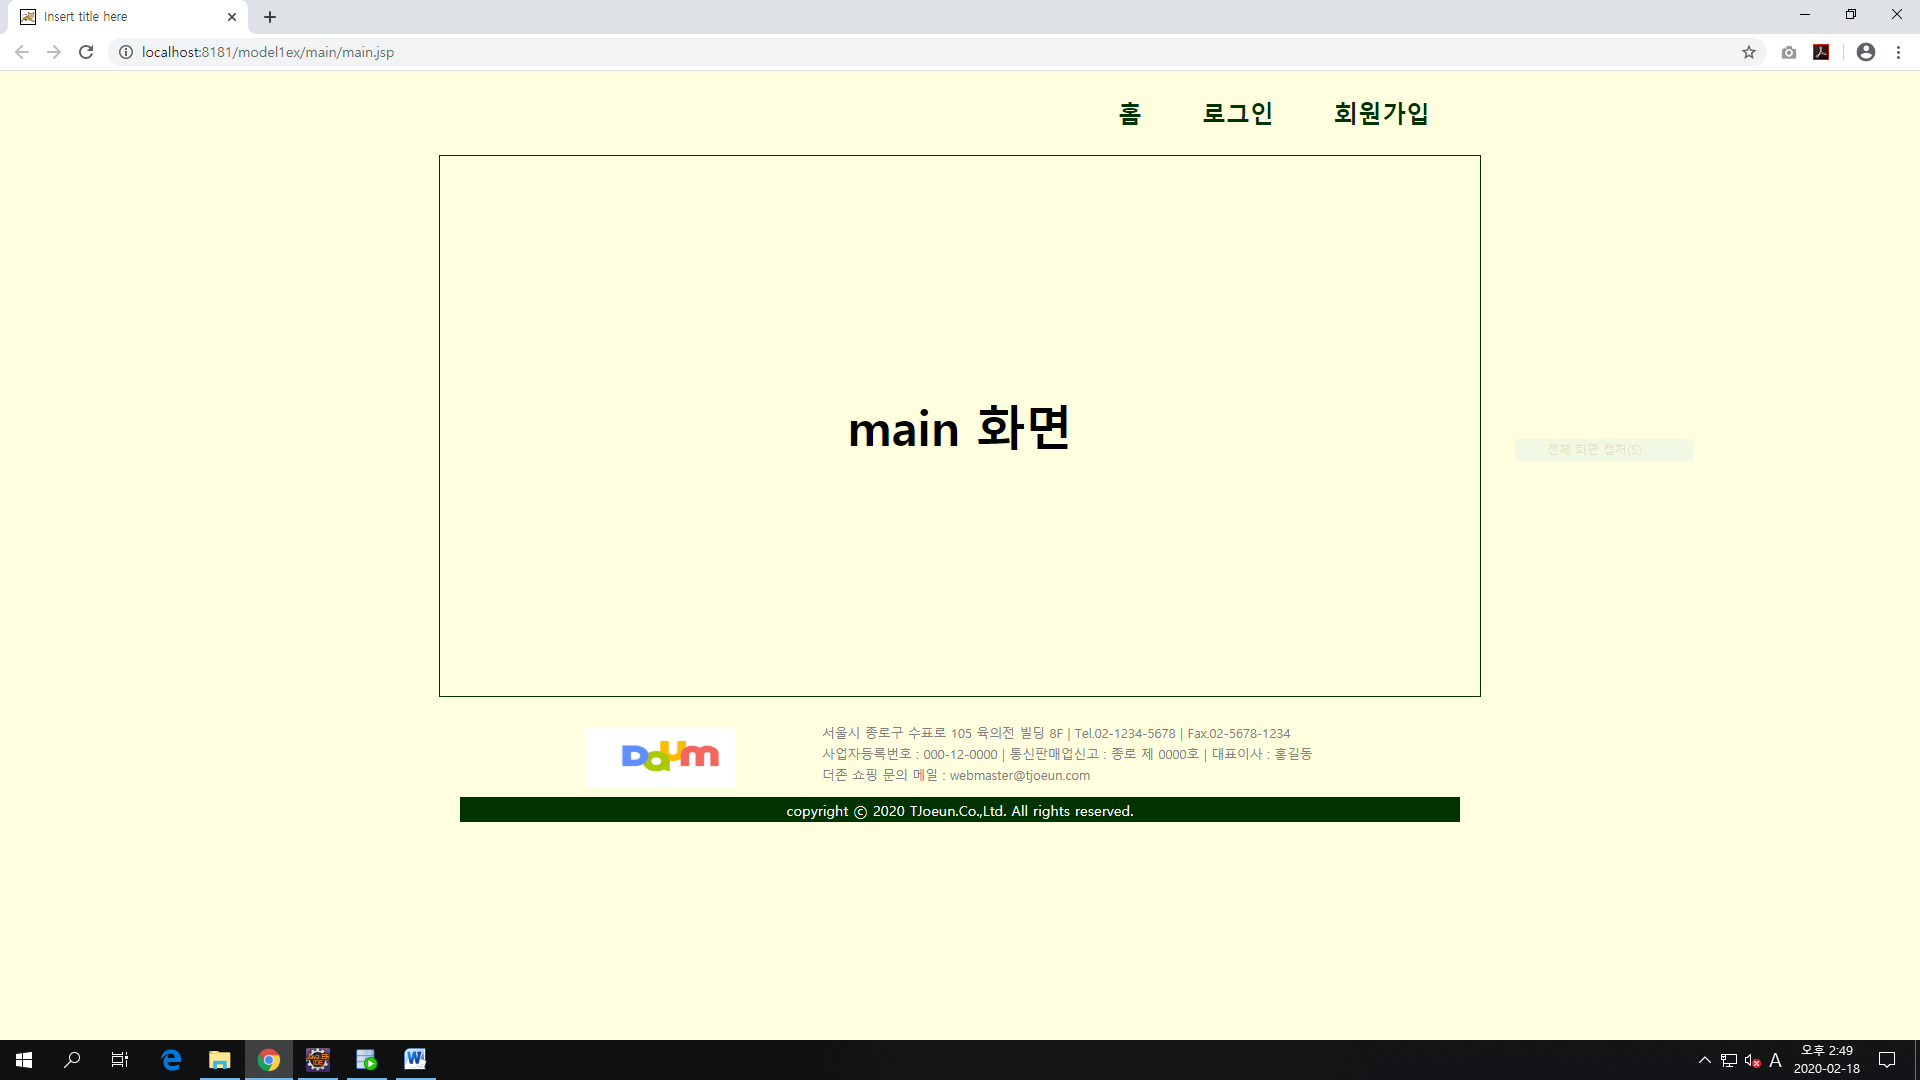 Insert title here
localhost:8181/model1ex/main/main.jsp
홈 로그인 회원가입
main 화면
전체 화면 캡처(S)
Daum
서울시 종로구 수표로 105 육의전 빌딩 8F | Tel.02-1234-5678 | Fax.02-5678-1234
사업자등록번호 : 000-12-0000 | 통신판매업신고 : 종로 제 0000호 | 대표이사 : 홍길동
더존 쇼핑 문의 메일 : webmaster@tjoeun.com
copyright ⓒ 2020 TJoeun.Co.,Ltd. All rights reserved.
A
오후 2:49
2020-02-18